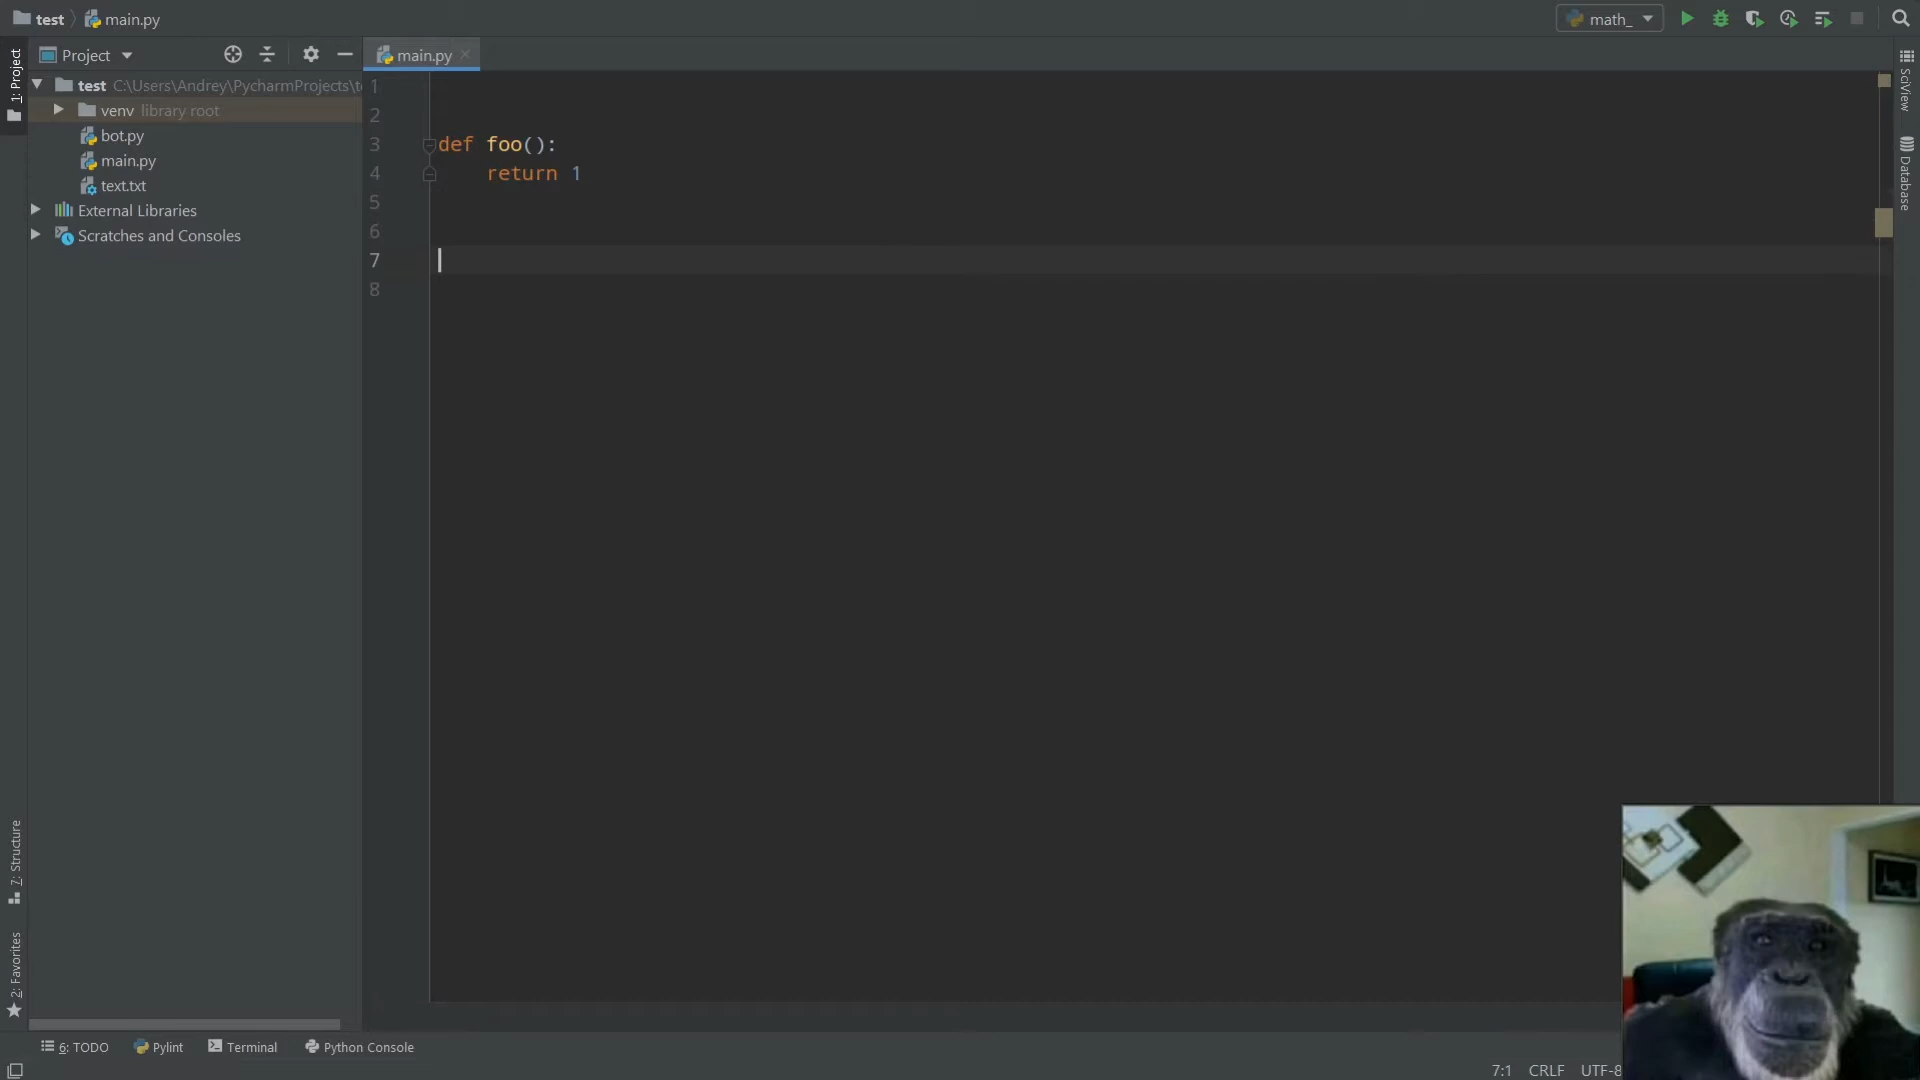 test
main.py
math_
1: Project
Project
main.py
test C:\Users\Andrey\PycharmProjects\t
venv library root
bot.py
main.py
text.txt
External Libraries
Scratches and Consoles
1
2
3 def foo():
4 return 1
5
6
7
8
SciView
Database
7: Structure
2: Favorites
6: TODO
Pylint
Terminal
Python Console
7:1 CRLF UTF-8